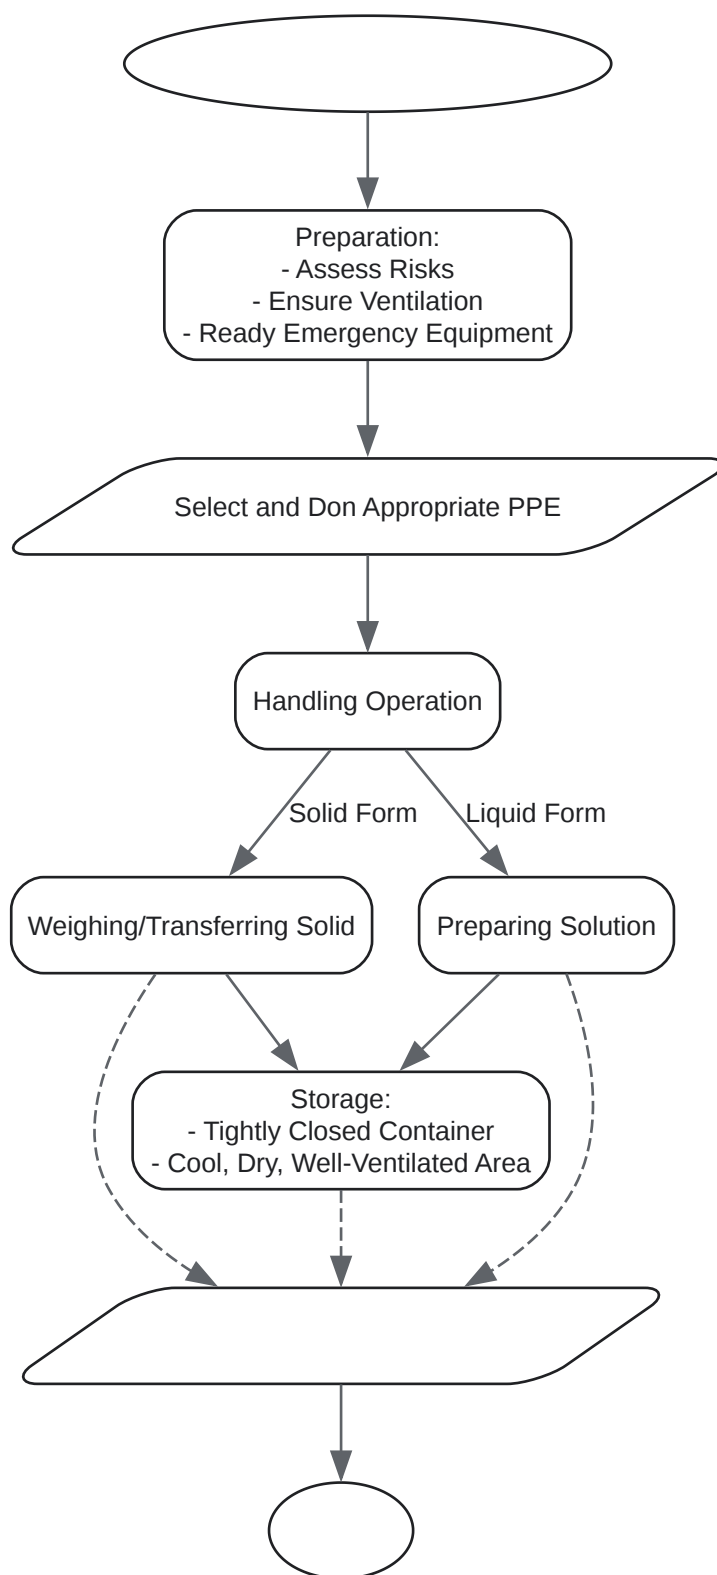 Preparation:
- Assess Risks
- Ensure Ventilation
- Ready Emergency Equipment
Select and Don Appropriate PPE
Handling Operation
Solid Form
Liquid Form
Weighing/Transferring Solid
Preparing Solution
Storage:
- Tightly Closed Container
- Cool, Dry, Well-Ventilated Area